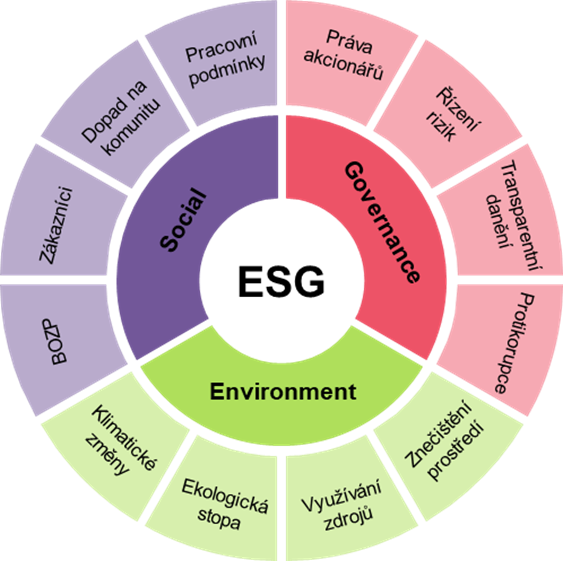 ESG
Social
Governance
Environment
Práva
akcionářů
Řízení
rizik
Transparentní
danění
Protikorupce
Znečištění
prostředí
Využívání
zdrojů
Ekologická
stopa
Klimatické
změny
BOZP
Zákazníci
Dopad na
komunitu
Pracovní
podmínky